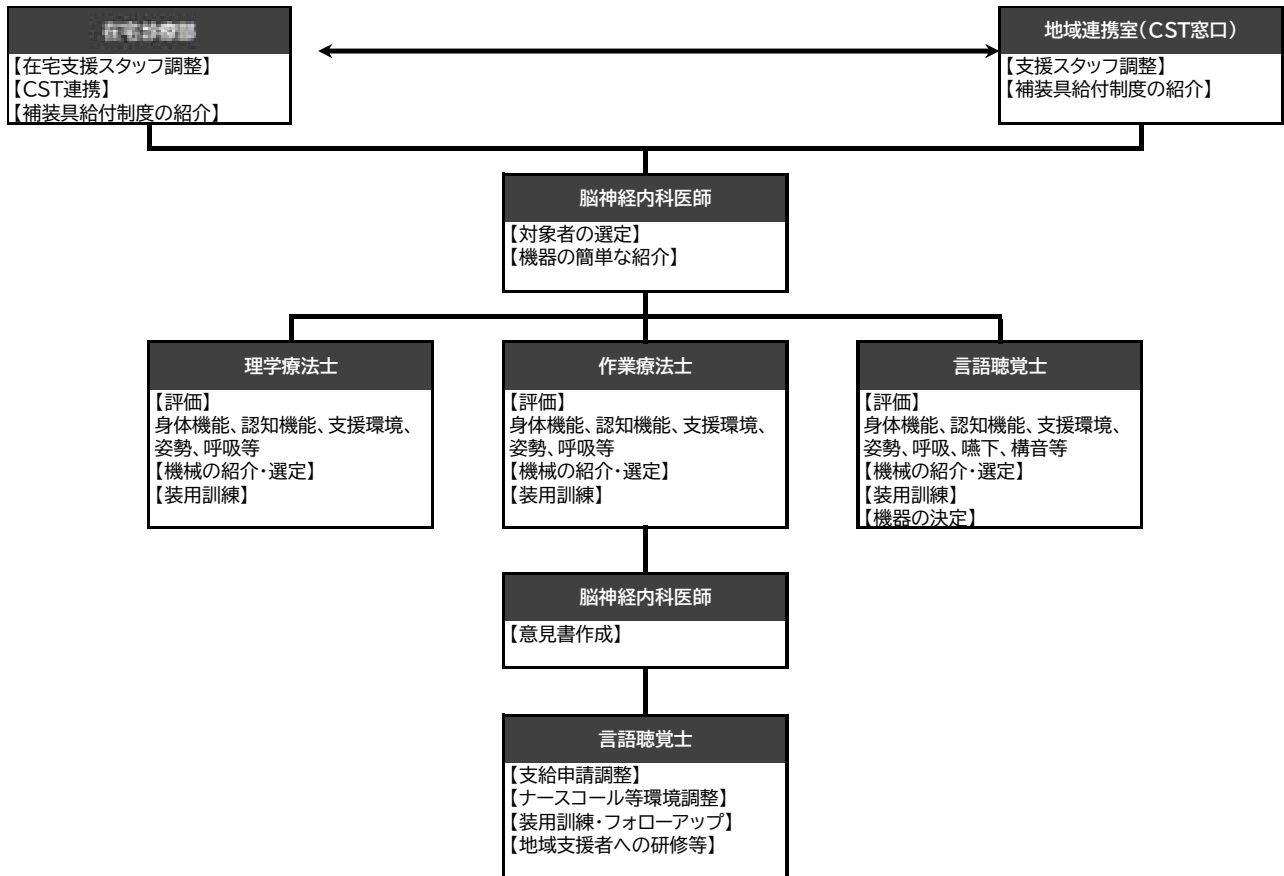 地域連携室(CST窓口)
【在宅支援スタッフ調整】
【CST連携】
【補装具給付制度の紹介】
【支援スタッフ調整】
【補装具給付制度の紹介】
脳神経内科医師
【対象者の選定】
【機器の簡単な紹介】
理学療法士
【評価】
身体機能、認知機能、支援環境、
姿勢、呼吸等
【機械の紹介・選定】
【装用訓練】
作業療法士
【評価】
身体機能、認知機能、支援環境、
姿勢、呼吸等
【機械の紹介・選定】
【装用訓練】
言語聴覚士
【評価】
身体機能、認知機能、支援環境、
姿勢、呼吸、嚥下、構音等
【機械の紹介・選定】
【装用訓練】
【機器の決定】
脳神経内科医師
【意見書作成】
言語聴覚士
【支給申請調整】
【ナースコール等環境調整】
【装用訓練・フォローアップ】
【地域支援者への研修等】